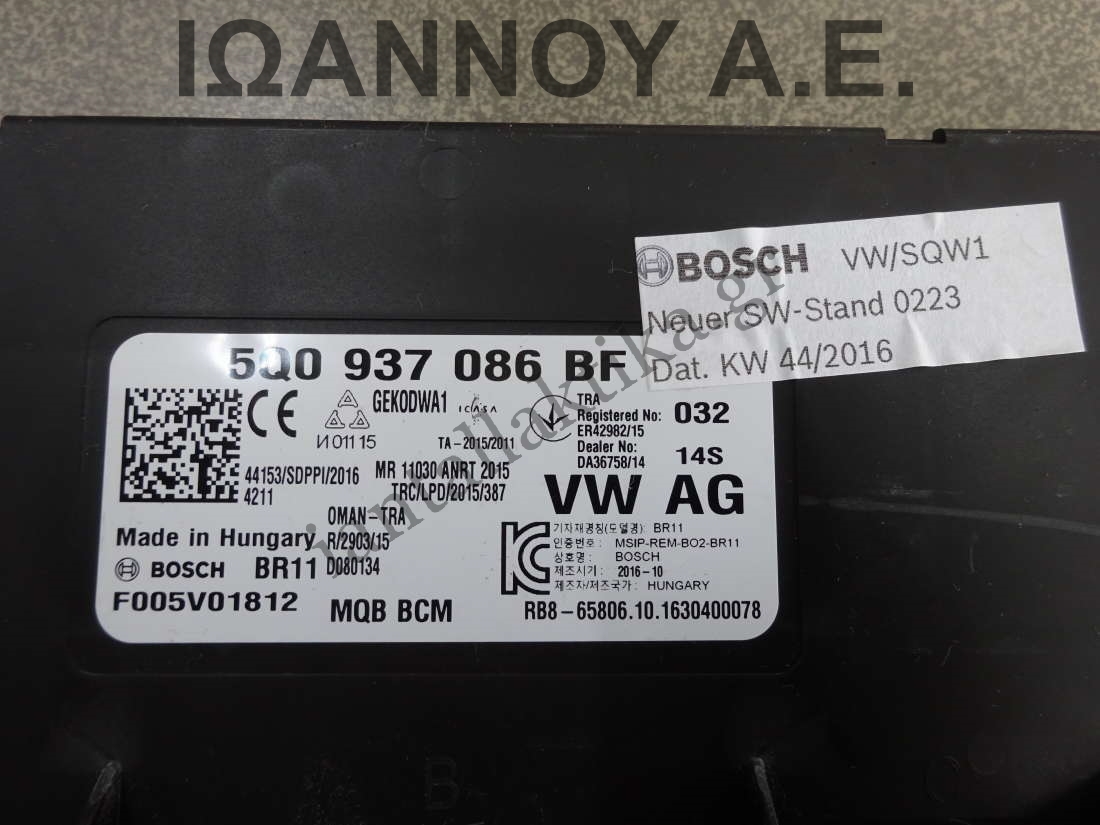 ΙΩΑΝΝΟΥ Α.Ε.
BOSCH VW/SQW1
Neuer SW-Stand 0223
Dat. KW 44/2016
5Q0 937 086 BF
CE
И01115
GEKODWA1
ICASA
TA-2015/2011
TRA
Registered No:
ER42982/15
Dealer No:
DA36758/14
032
14S
44153/SDPPI/2016
4211
MR 11030 ANRT 2015
TRC/LPD/2015/387
VW AG
OMAN-TRA
R/2903/15
D080134
Made in Hungary
BOSCH BR11
F005V01812
MQB BCM
기자재명칭(모델명): BR11
인증번호: MSIP-REM-BO2-BR11
상호명: BOSCH
제조시기: 2016-10
제조자/제조국가: HUNGARY
RB8-65806.10.1630400078
iantallaktika.gr
B